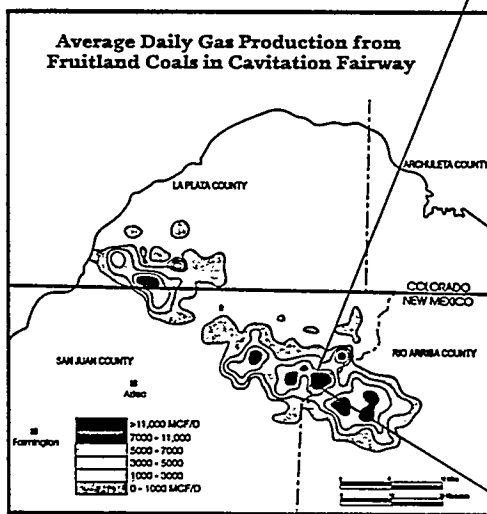 Average Daily Gas Production from
Fruitland Coals in Cavitation Fairway
ARCHULETA COUNTY
LA PLATA COUNTY
COLORADO
NEW MEXICO
SAN JUAN COUNTY
RIO ARRIBA COUNTY
Aztec
Farmington
>11,000 MCF/D
7000 - 11,000
5000 - 7000
3000 - 5000
1000 - 3000
0 - 1000 MCF/D